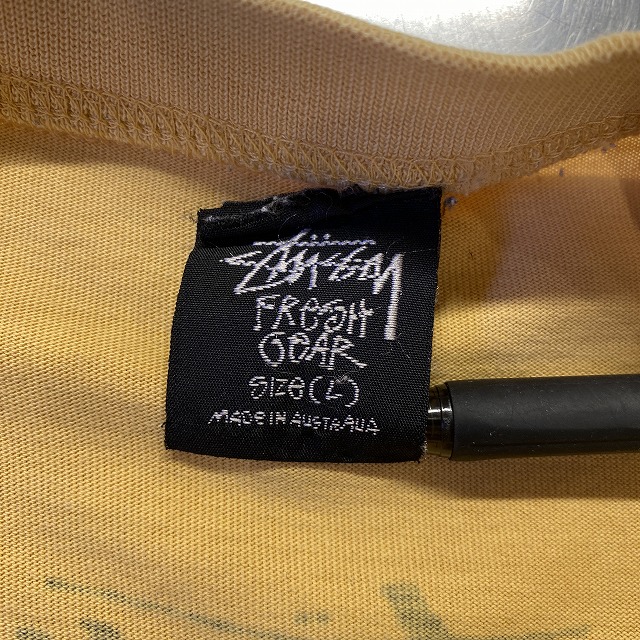 Stüssy
FRESH
GEAR
SIZE (L)
MADE IN AUSTRALIA